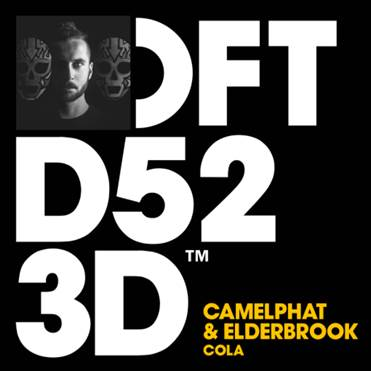 DFT
D52
3D™
CAMELPHAT
& ELDERBROOK
COLA